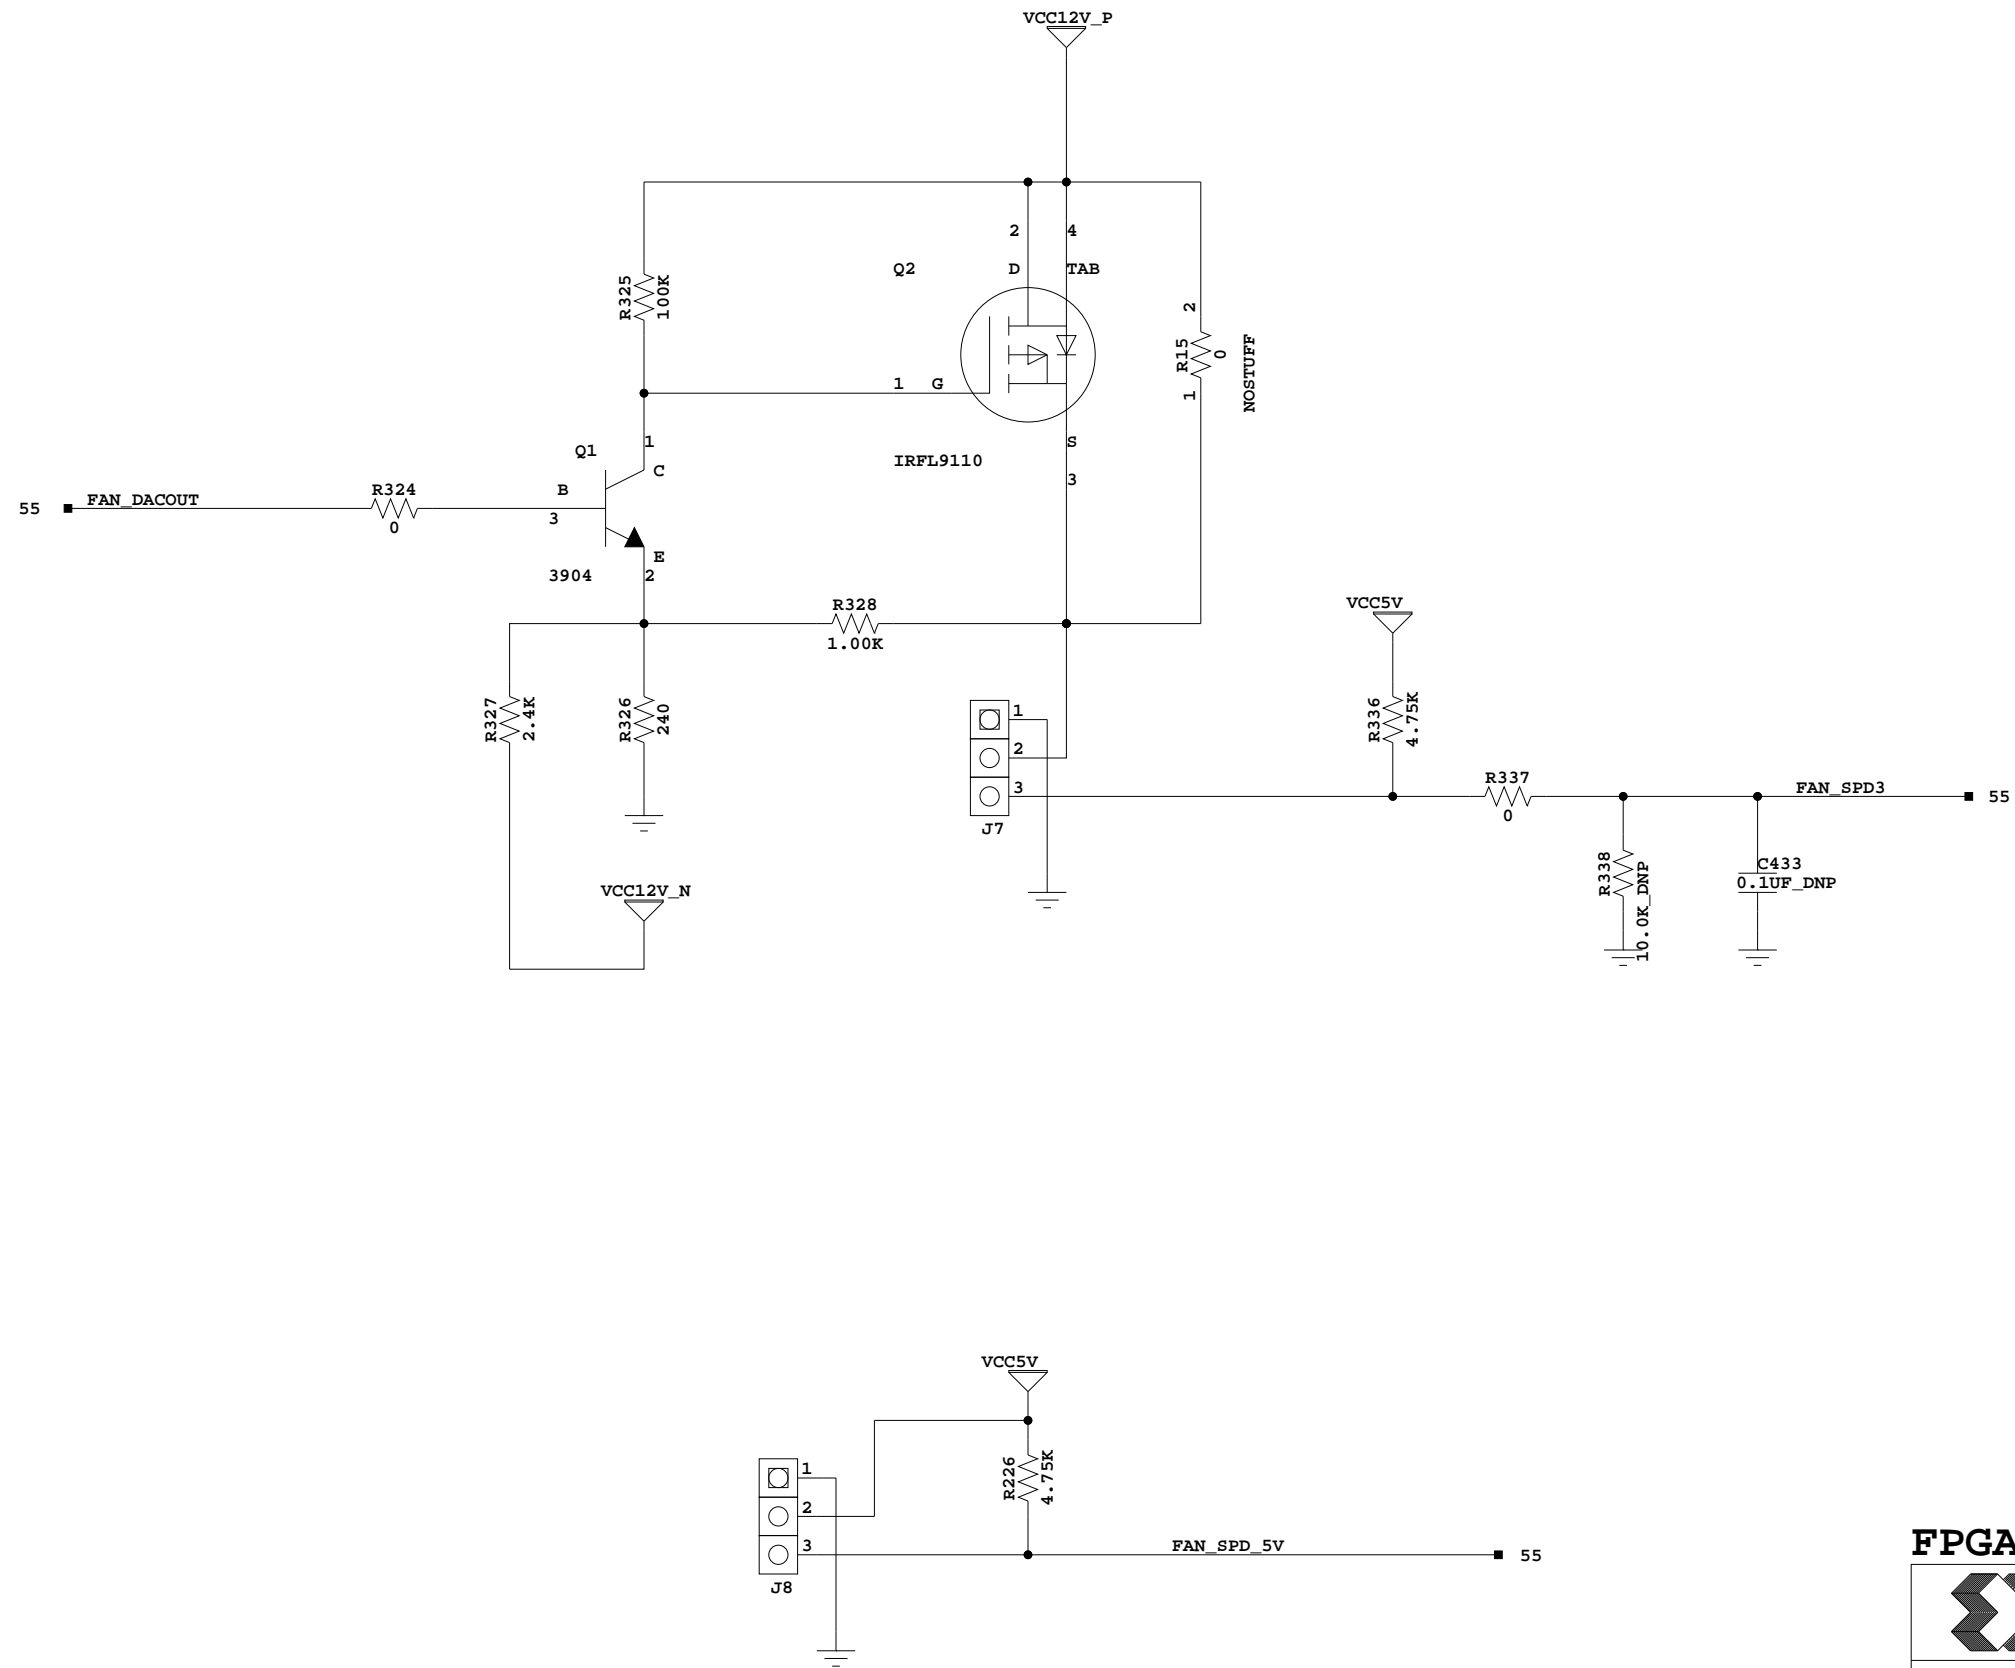 VCC12V_P
2
4
Q2
D
TAB
R325
100K
2
R15
0
NOSTUFF
1
1
G
Q1
1
C
S
IRFL9110
3
55
FAN_DACOUT
R324
0
B
3
E
3904
2
R328
1.00K
VCC5V
R327
2.4K
R326
240
1
2
3
J7
R336
4.75K
R337
0
FAN_SPD3
55
R338
10.0K_DNP
C433
0.1UF_DNP
VCC12V_N
VCC5V
R226
4.75K
1
2
3
J8
FAN_SPD_5V
55
FPGA